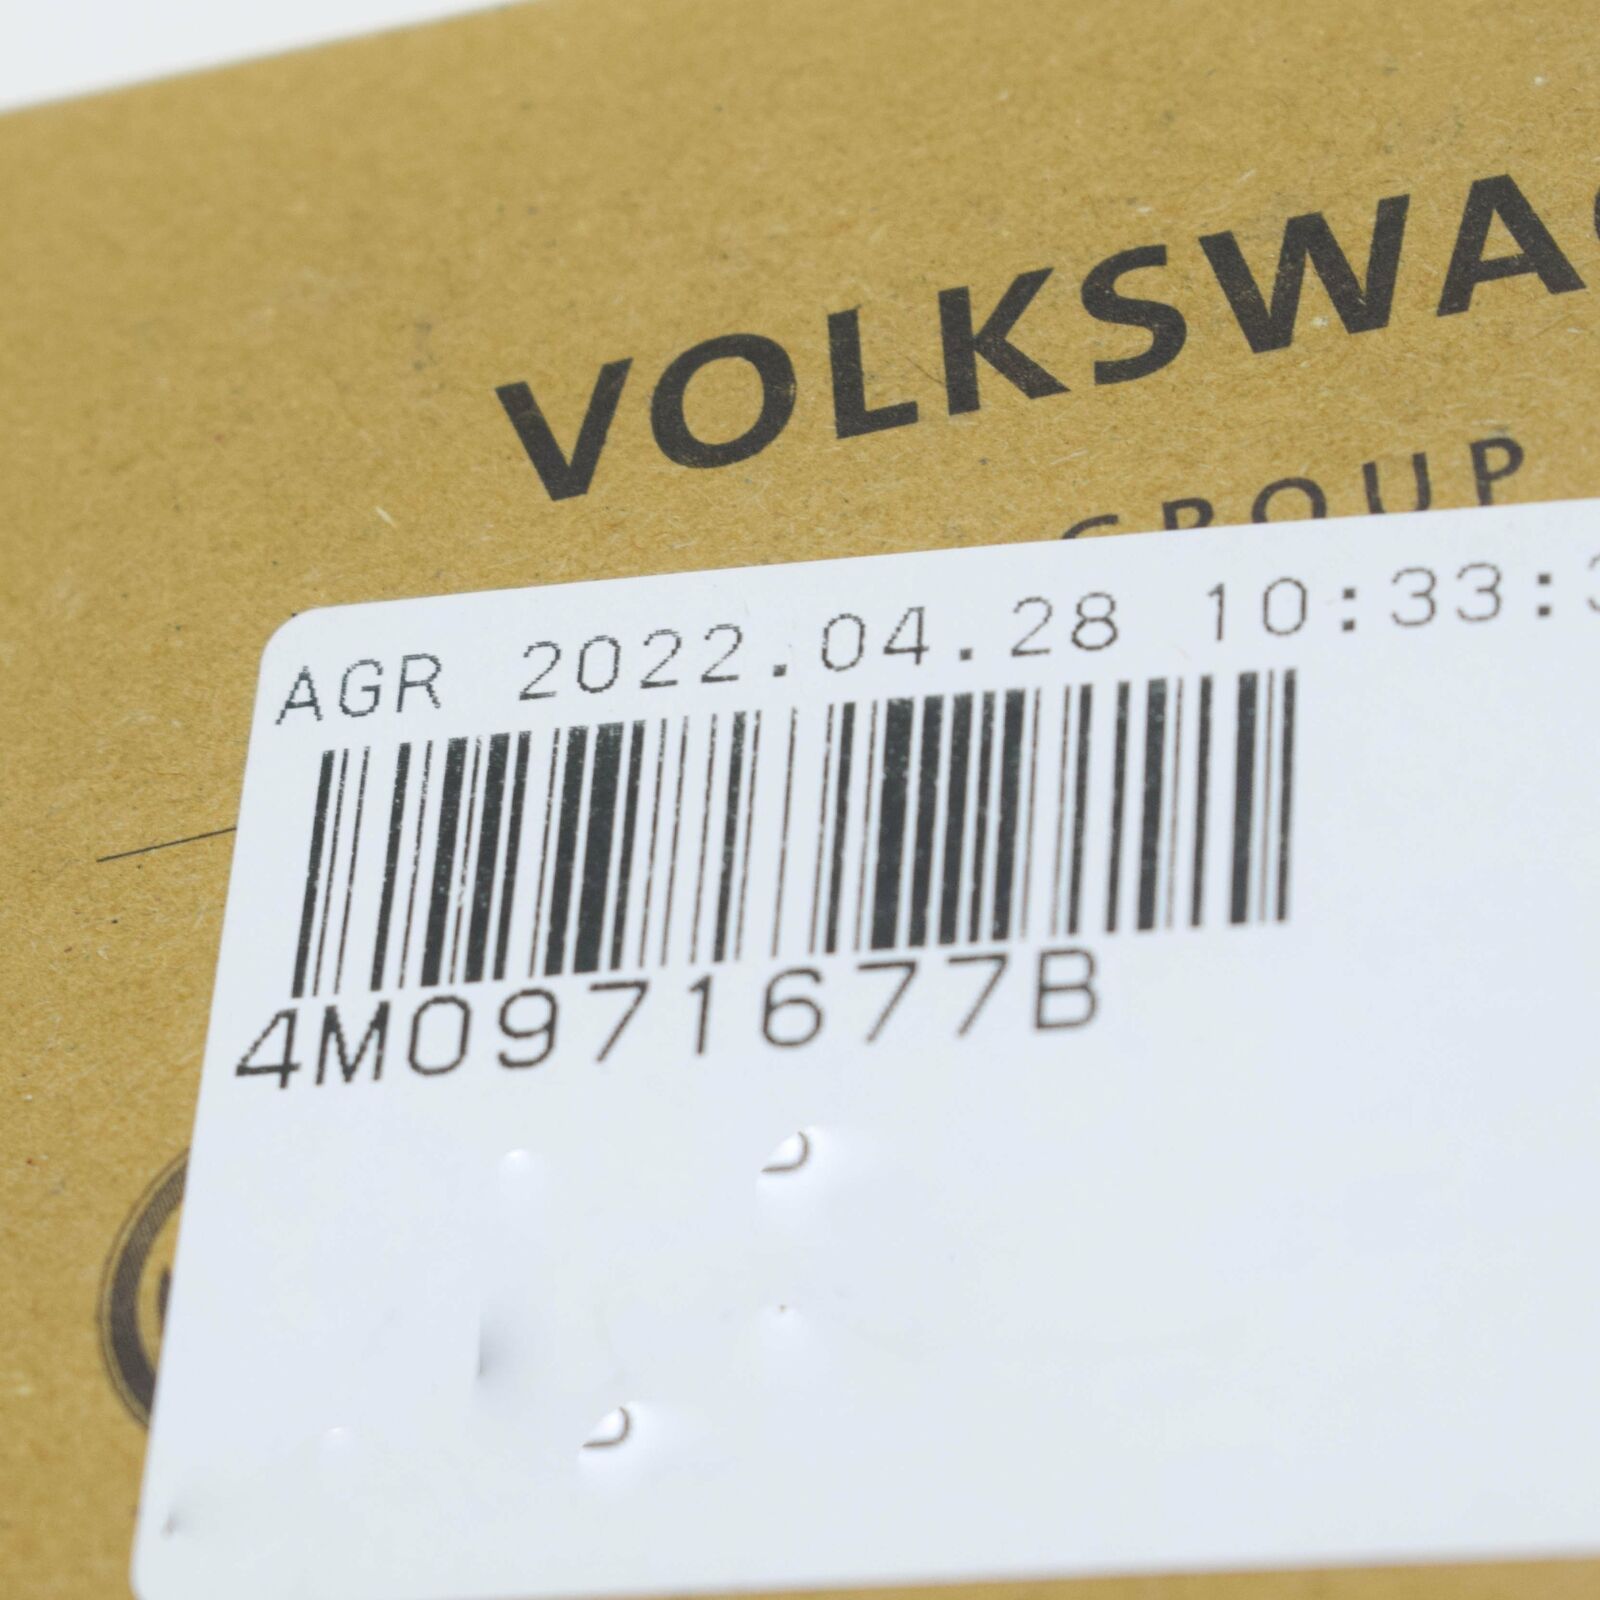 VOLKSWAG
GROUP
AGR 2022.04.28 10:33:3
4M0971677B